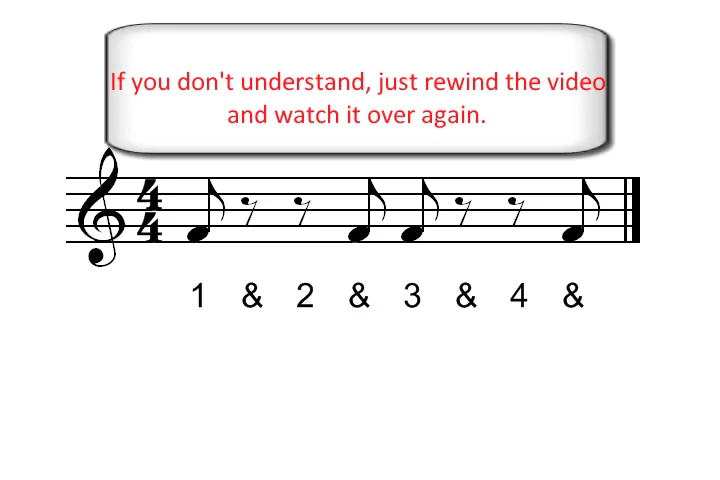 If you don't understand, just rewind the video
and watch it over again.
4
4
1 & 2 & 3 & 4 &